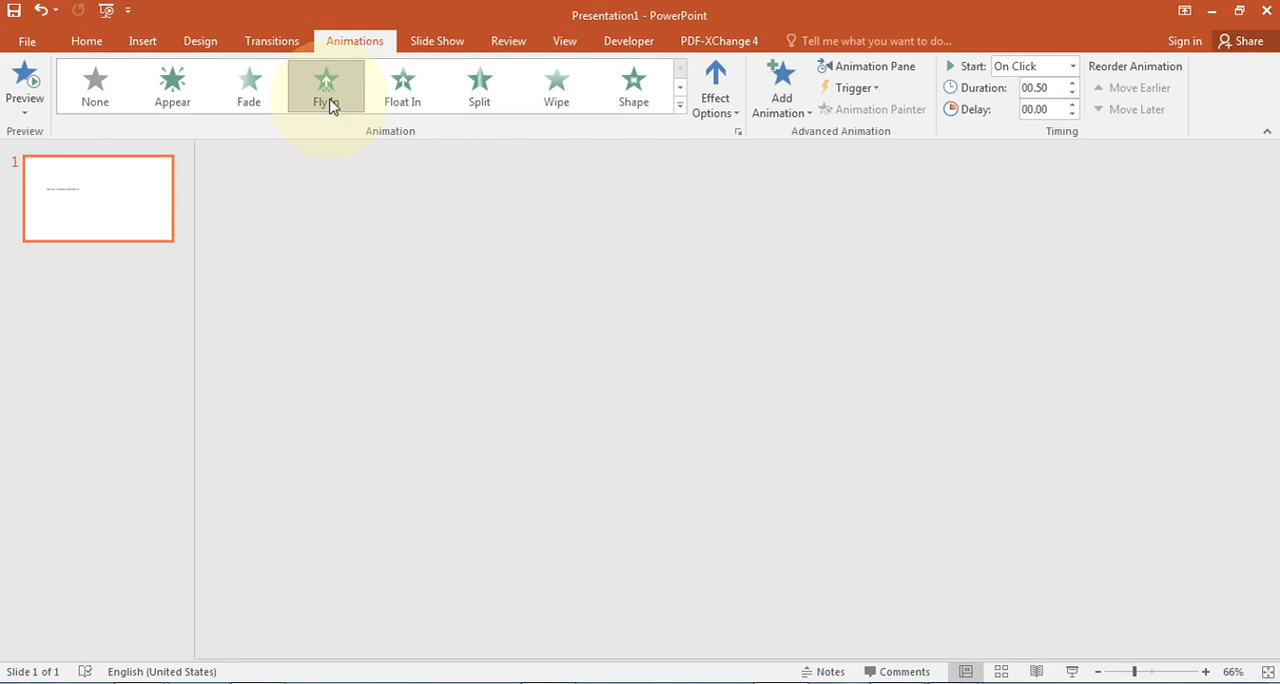 Presentation1 - PowerPoint
File Home Insert Design Transitions Animations Slide Show Review View Developer PDF-XChange 4 Tell me what you want to do... Sign in Share
Preview
None Appear Fade Fly In Float In Split Wipe Shape
Effect Options
Add Animation
Animation Pane
Trigger
Animation Painter
Start: On Click
Duration: 00.50
Delay: 00.00
Reorder Animation
Move Earlier
Move Later
Preview Animation Advanced Animation Timing
1
Slide 1 of 1 English (United States) Notes Comments 66%